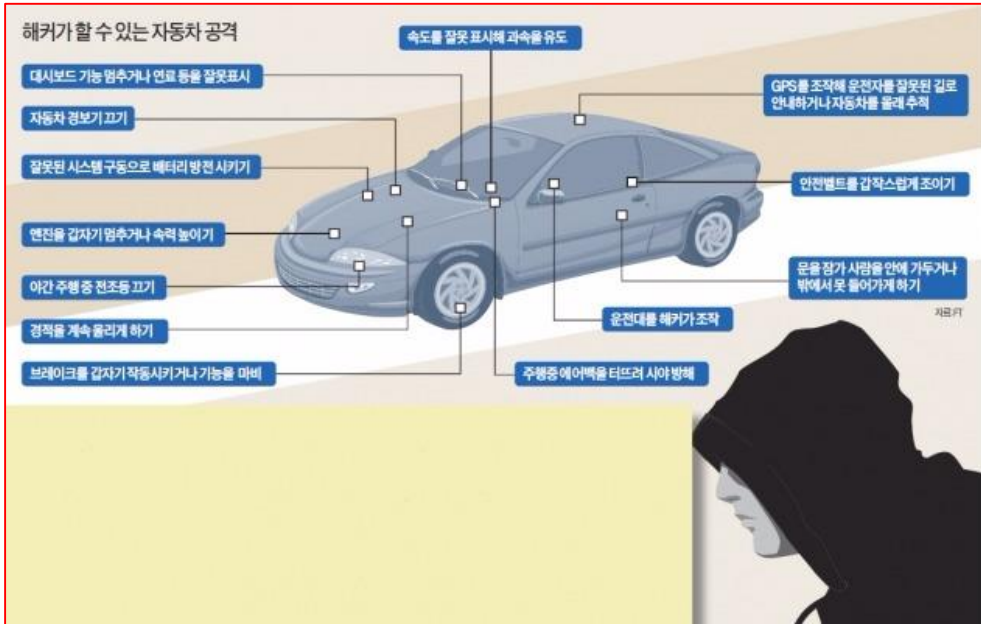 해커가 할 수 있는 자동차 공격
속도를 잘못 표시해 과속을 유도
대시보드 기능 멈추거나 연료 등을 잘못표시
GPS를 조작해 운전자를 잘못된 길로
안내하거나 자동차를 몰래 추적
자동차 경보기 끄기
잘못된 시스템 구동으로 배터리 방전 시키기
안전벨트를 갑작스럽게 조이기
엔진을 갑자기 멈추거나 속력 높이기
문을 잠가 사람을 안에 가두거나
밖에서 못 들어가게 하기
야간 주행 중 전조등 끄기
자료:FT
경적을 계속 울리게 하기
운전대를 해커가 조작
브레이크를 갑자기 작동시키거나 기능을 마비
주행중 에어백을 터뜨려 시야 방해